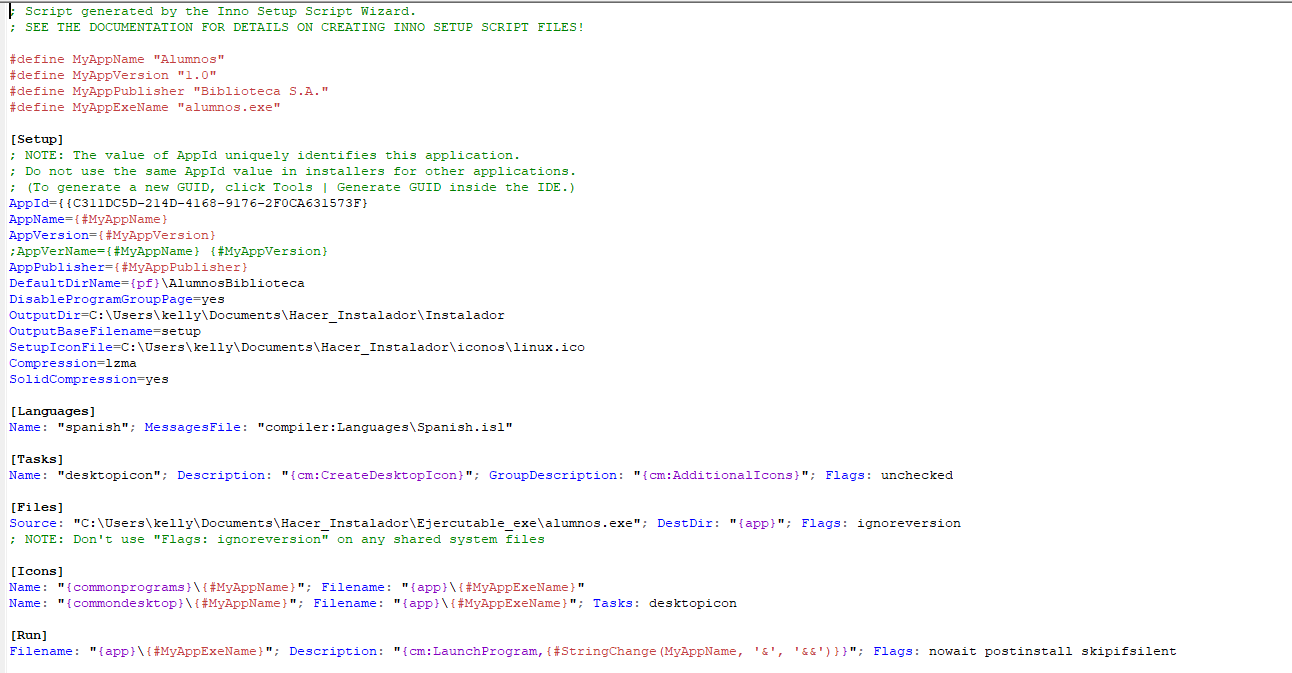 ; Script generated by the Inno Setup Script Wizard.
; SEE THE DOCUMENTATION FOR DETAILS ON CREATING INNO SETUP SCRIPT FILES!
#define MyAppName "Alumnos"
#define MyAppVersion "1.0"
#define MyAppPublisher "Biblioteca S.A."
#define MyAppExeName "alumnos.exe"
[Setup]
; NOTE: The value of AppId uniquely identifies this application.
; Do not use the same AppId value in installers for other applications.
; (To generate a new GUID, click Tools | Generate GUID inside the IDE.)
AppId={{C311DC5D-214D-4168-9176-2F0CA631573F}
AppName={#MyAppName}
AppVersion={#MyAppVersion}
;AppVerName={#MyAppName} {#MyAppVersion}
AppPublisher={#MyAppPublisher}
DefaultDirName={pf}\AlumnosBiblioteca
DisableProgramGroupPage=yes
OutputDir=C:\Users\kelly\Documents\Hacer_Instalador\Instalador
OutputBaseFilename=setup
SetupIconFile=C:\Users\kelly\Documents\Hacer_Instalador\iconos\linux.ico
Compression=lzma
SolidCompression=yes
[Languages]
Name: "spanish"; MessagesFile: "compiler:Languages\Spanish.isl"
[Tasks]
Name: "desktopicon"; Description: "{cm:CreateDesktopIcon}"; GroupDescription: "{cm:AdditionalIcons}"; Flags: unchecked
[Files]
Source: "C:\Users\kelly\Documents\Hacer_Instalador\Ejercutable_exe\alumnos.exe"; DestDir: "{app}"; Flags: ignoreversion
; NOTE: Don't use "Flags: ignoreversion" on any shared system files
[Icons]
Name: "{commonprograms}\{#MyAppName}"; Filename: "{app}\{#MyAppExeName}"
Name: "{commondesktop}\{#MyAppName}"; Filename: "{app}\{#MyAppExeName}"; Tasks: desktopicon
[Run]
Filename: "{app}\{#MyAppExeName}"; Description: "{cm:LaunchProgram,{#StringChange(MyAppName, '&', '&&')}}"; Flags: nowait postinstall skipifsilent